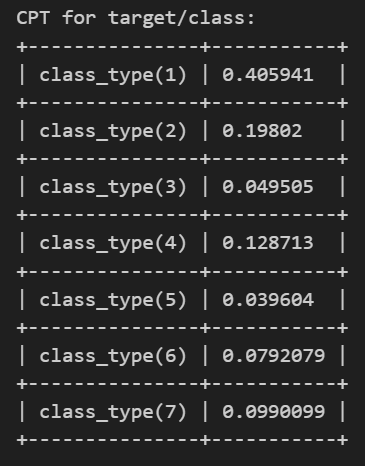 CPT for target/class:
+---------------+-----------+
| class_type(1) | 0.405941  |
+---------------+-----------+
| class_type(2) | 0.19802   |
+---------------+-----------+
| class_type(3) | 0.049505  |
+---------------+-----------+
| class_type(4) | 0.128713  |
+---------------+-----------+
| class_type(5) | 0.039604  |
+---------------+-----------+
| class_type(6) | 0.0792079 |
+---------------+-----------+
| class_type(7) | 0.0990099 |
+---------------+-----------+